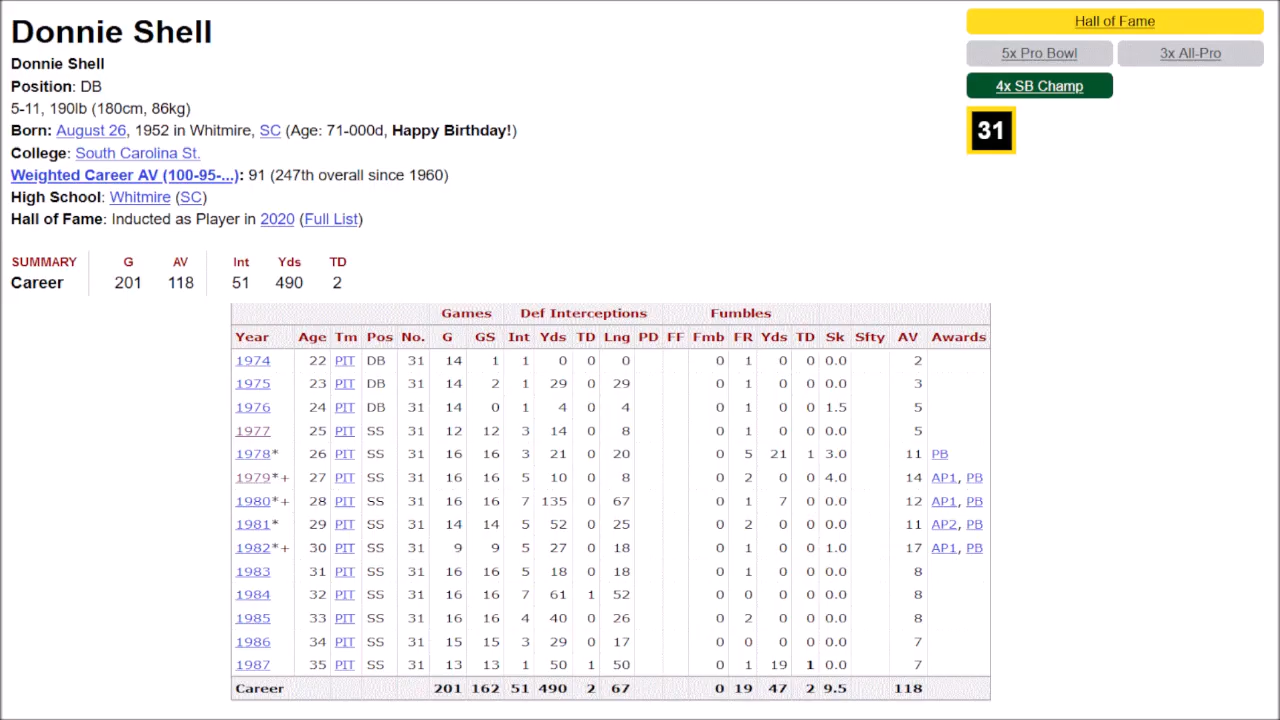 Donnie Shell
Hall of Fame
5x Pro Bowl 3x All-Pro
4x SB Champ
31
Donnie Shell
Position: DB
5-11, 190lb (180cm, 86kg)
Born: August 26, 1952 in Whitmire, SC (Age: 71-000d, Happy Birthday!)
College: South Carolina St.
Weighted Career AV (100-95-...): 91 (247th overall since 1960)
High School: Whitmire (SC)
Hall of Fame: Inducted as Player in 2020 (Full List)
SUMMARY G AV Int Yds TD
Career 201 118 51 490 2
Games Def Interceptions Fumbles
Year Age Tm Pos No. G GS Int Yds TD Lng PD FF Fmb FR Yds TD Sk Sfty AV Awards
1974 22 PIT DB 31 14 1 1 0 0 0 0 1 0 0 0.0 2
1975 23 PIT DB 31 14 2 1 29 0 29 0 1 0 0 0.0 3
1976 24 PIT DB 31 14 0 1 4 0 4 0 1 0 0 1.5 5
1977 25 PIT SS 31 12 12 3 14 0 8 0 1 0 0 0.0 5
1978* 26 PIT SS 31 16 16 3 21 0 20 0 5 21 1 3.0 11 PB
1979*+ 27 PIT SS 31 16 16 5 10 0 8 0 2 0 0 4.0 14 AP1, PB
1980*+ 28 PIT SS 31 16 16 7 135 0 67 0 1 7 0 0.0 12 AP1, PB
1981* 29 PIT SS 31 14 14 5 52 0 25 0 2 0 0 0.0 11 AP2, PB
1982*+ 30 PIT SS 31 9 9 5 27 0 18 0 1 0 0 1.0 17 AP1, PB
1983 31 PIT SS 31 16 16 5 18 0 18 0 1 0 0 0.0 8
1984 32 PIT SS 31 16 16 7 61 1 52 0 0 0 0 0.0 8
1985 33 PIT SS 31 16 16 4 40 0 26 0 2 0 0 0.0 8
1986 34 PIT SS 31 15 15 3 29 0 17 0 0 0 0 0.0 7
1987 35 PIT SS 31 13 13 1 50 1 50 0 1 19 1 0.0 7
Career 201 162 51 490 2 67 0 19 47 2 9.5 118